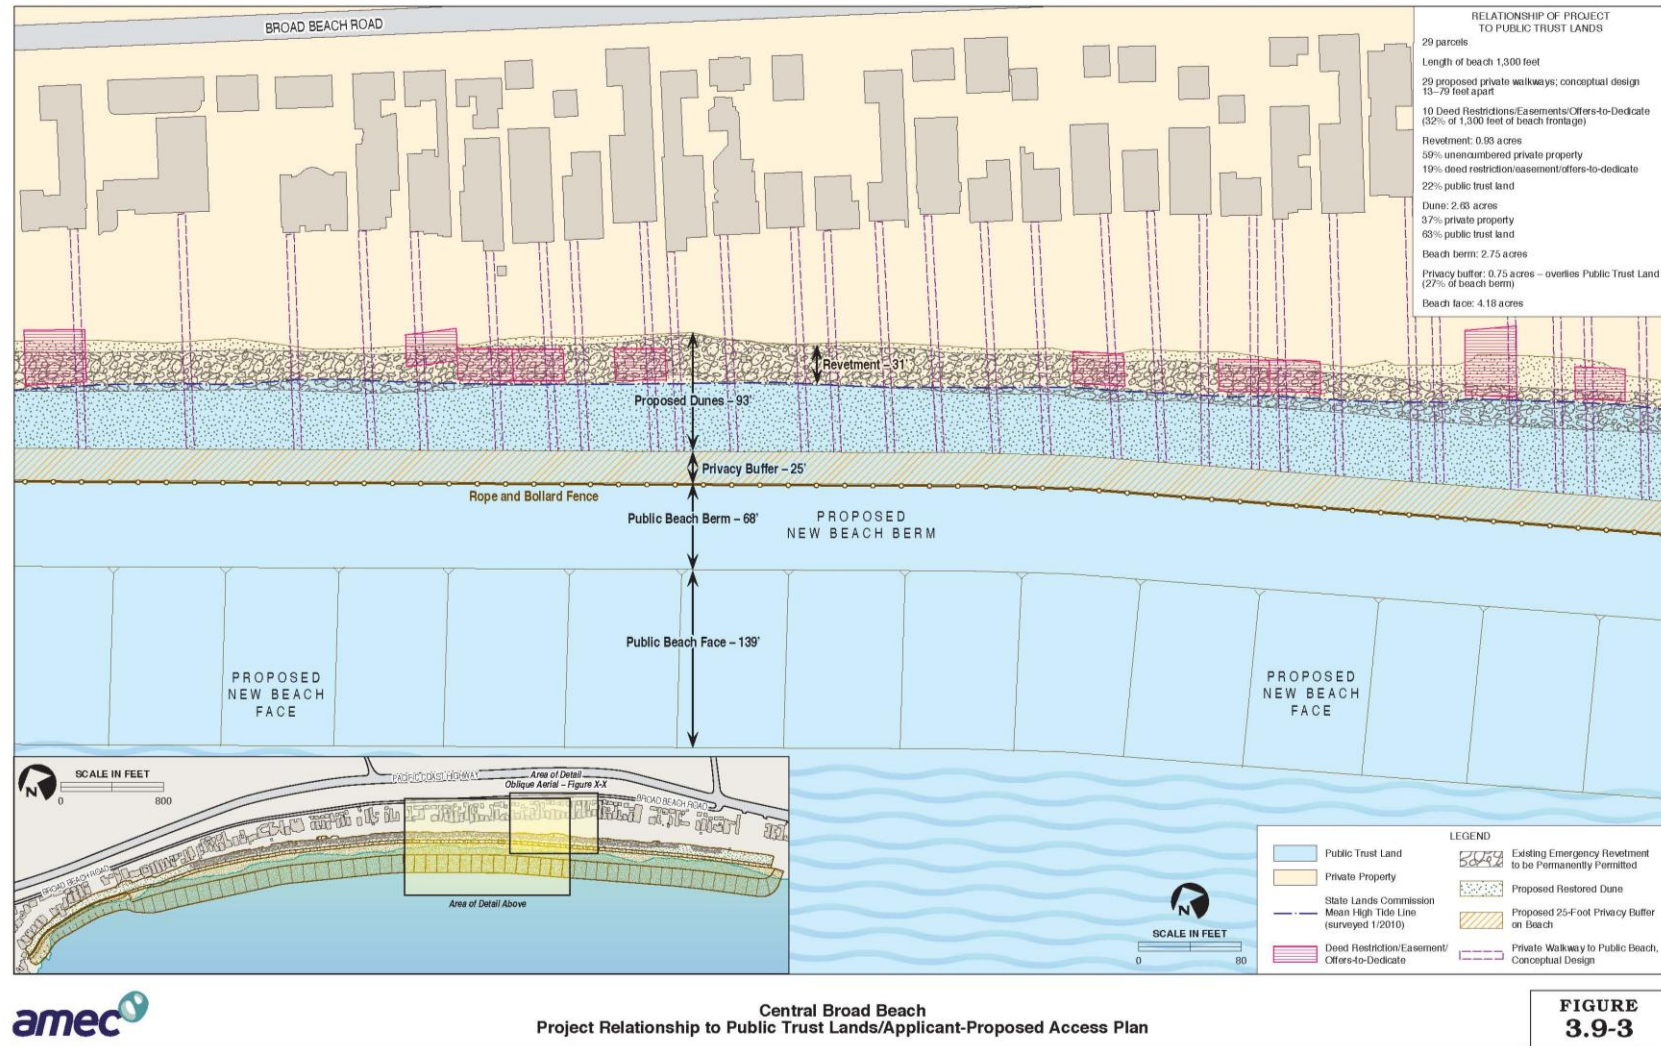 BROAD BEACH ROAD
RELATIONSHIP OF PROJECT
TO PUBLIC TRUST LANDS
29 parcels
Length of beach 1,300 feet
29 proposed private walkways; conceptual design
13–79 feet apart
10 Deed Restrictions/Easements/Offers-to-Dedicate
(32% of 1,300 feet of beach frontage)
Revetment: 0.93 acres
59% unencumbered private property
19% deed restriction/easement/offers-to-dedicate
22% public trust land
Dune: 2.63 acres
37% private property
63% public trust land
Beach berm: 2.75 acres
Privacy buffer: 0.75 acres – overlies Public Trust Land
(27% of beach berm)
Beach face: 4.18 acres
Revetment – 31'
Proposed Dunes – 93'
Privacy Buffer – 25'
Rope and Bollard Fence
Public Beach Berm – 68'
PROPOSED
NEW BEACH BERM
Public Beach Face – 139'
PROPOSED
NEW BEACH
FACE
PROPOSED
NEW BEACH
FACE
N
SCALE IN FEET
0 800
PACIFIC COAST HIGHWAY
Area of Detail
Oblique Aerial – Figure X-X
BROAD BEACH ROAD
BROAD BEACH ROAD
Area of Detail Above
N
SCALE IN FEET
0 80
LEGEND
Public Trust Land
Private Property
State Lands Commission
Mean High Tide Line
(surveyed 1/2010)
Deed Restriction/Easement/
Offers-to-Dedicate
Existing Emergency Revetment
to be Permanently Permitted
Proposed Restored Dune
Proposed 25-Foot Privacy Buffer
on Beach
Private Walkway to Public Beach,
Conceptual Design
amec
Central Broad Beach
Project Relationship to Public Trust Lands/Applicant-Proposed Access Plan
FIGURE
3.9-3